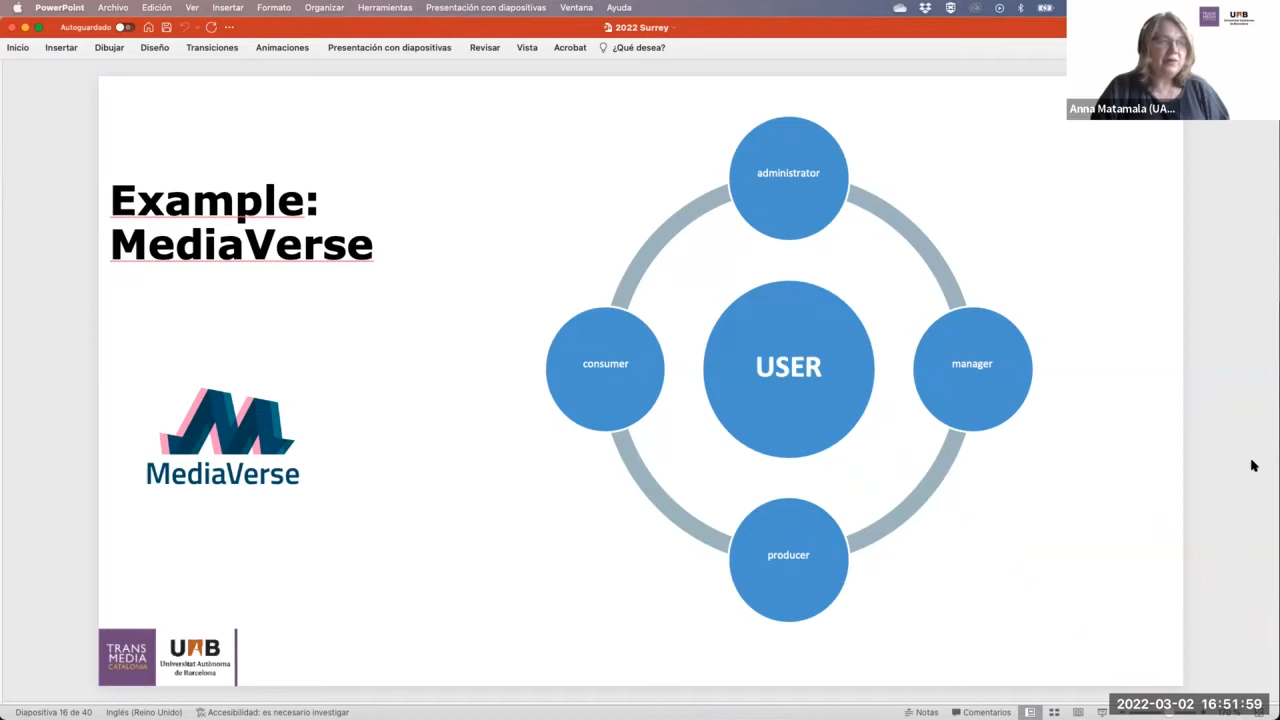 PowerPoint Archivo Editar Ver Insertar Formato Organizar Herramientas Presentación con diapositivas Ventana Ayuda
Autoguardado
2022 Surrey
Inicio Insertar Dibujar Diseño Transiciones Animaciones Presentación con diapositivas Revisar Vista Acrobat ¿Qué desea?
UAB
Anna Matamala (UA...
Example:
MediaVerse
administrator
consumer
USER
manager
producer
MediaVerse
TRANS
MEDIA
CATALONIA
UAB
Universitat Autònoma
de Barcelona
Diapositiva 16 de 40 Inglés (Reino Unido) Accesibilidad: es necesario investigar
Notas Comentarios
2022-03-02 16:51:59